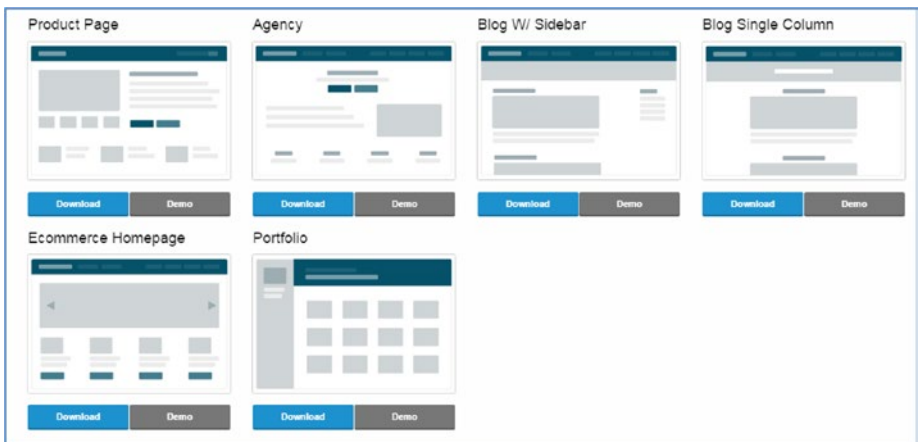 Product Page Agency Blog W/ Sidebar Blog Single Column
Download Demo Download Demo Download Demo Download Demo
Ecommerce Homepage Portfolio
Download Demo Download Demo